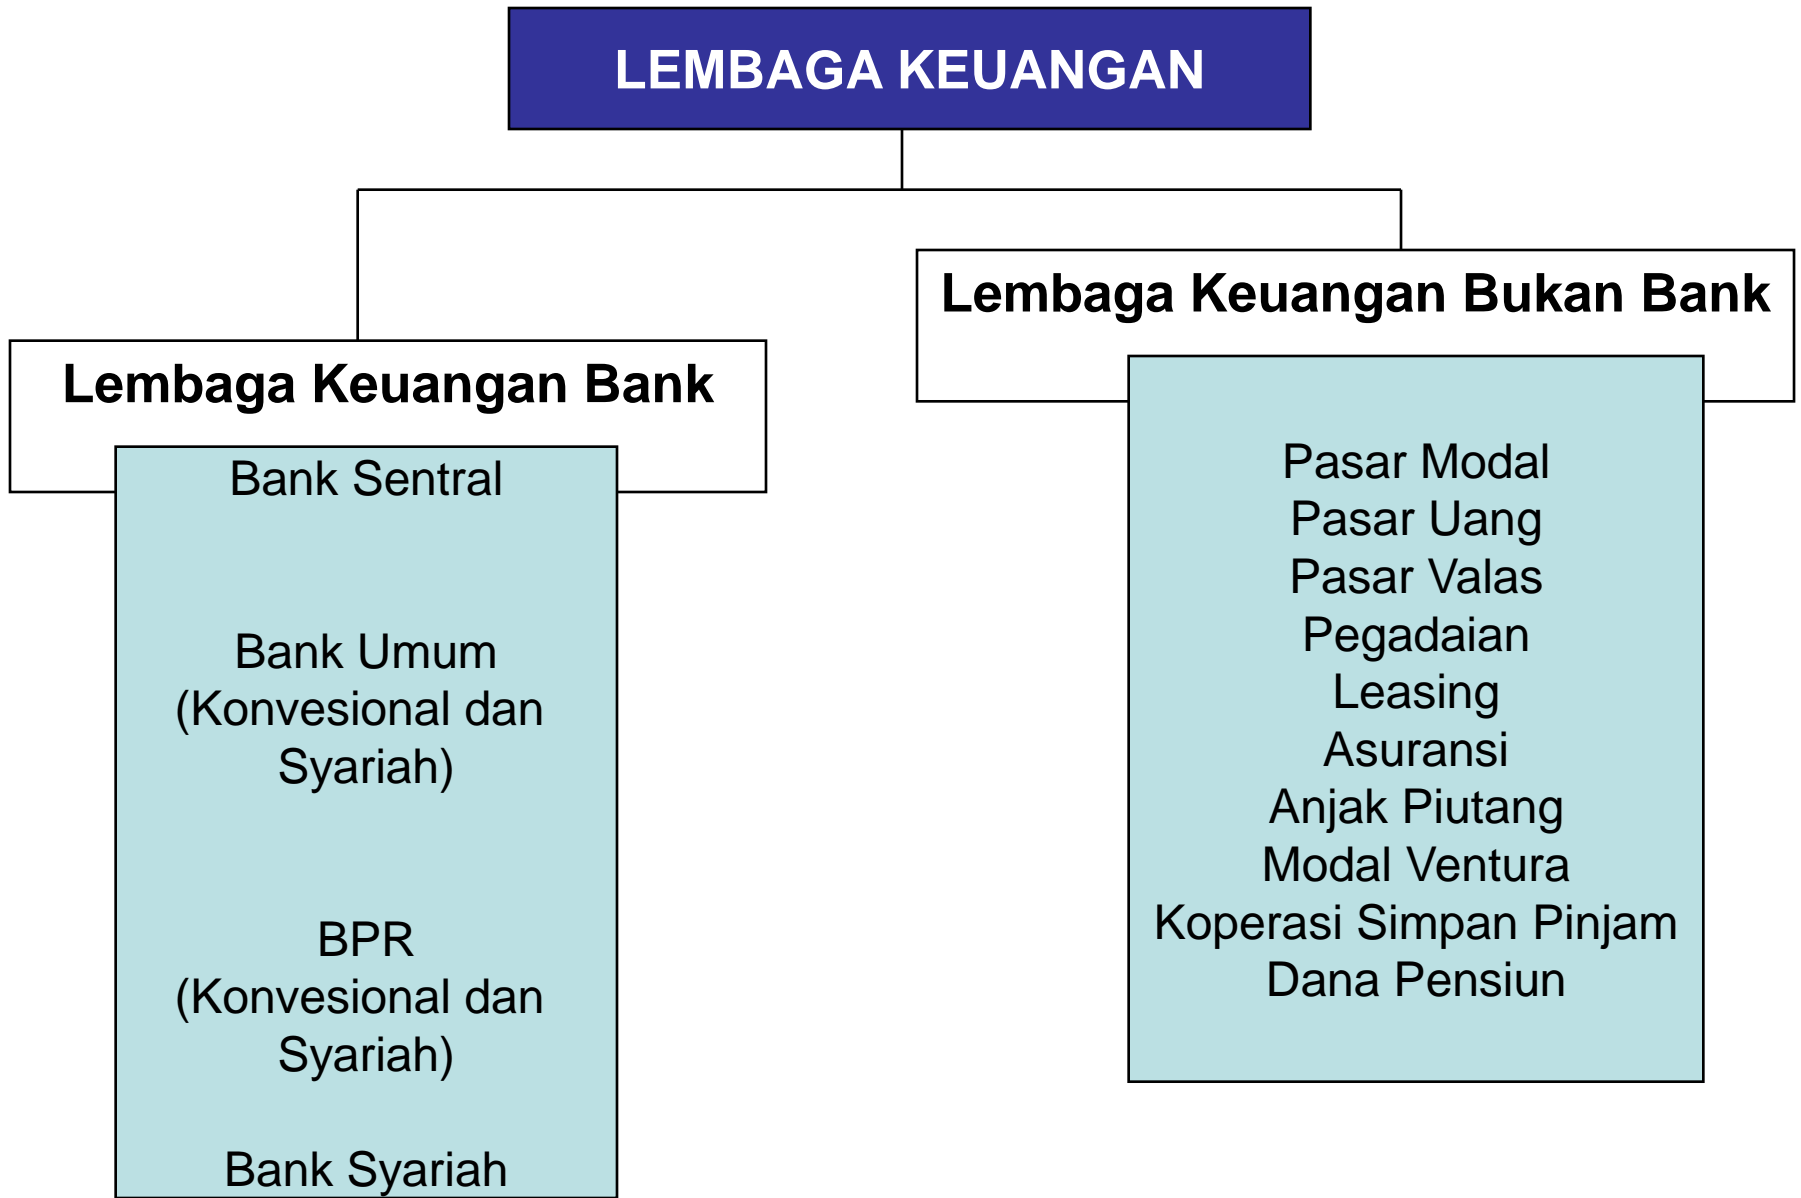 LEMBAGA KEUANGAN
Lembaga Keuangan Bank
Bank Sentral
Bank Umum
(Konvesional dan
Syariah)
BPR
(Konvesional dan
Syariah)
Bank Syariah
Lembaga Keuangan Bukan Bank
Pasar Modal
Pasar Uang
Pasar Valas
Pegadaian
Leasing
Asuransi
Anjak Piutang
Modal Ventura
Koperasi Simpan Pinjam
Dana Pensiun